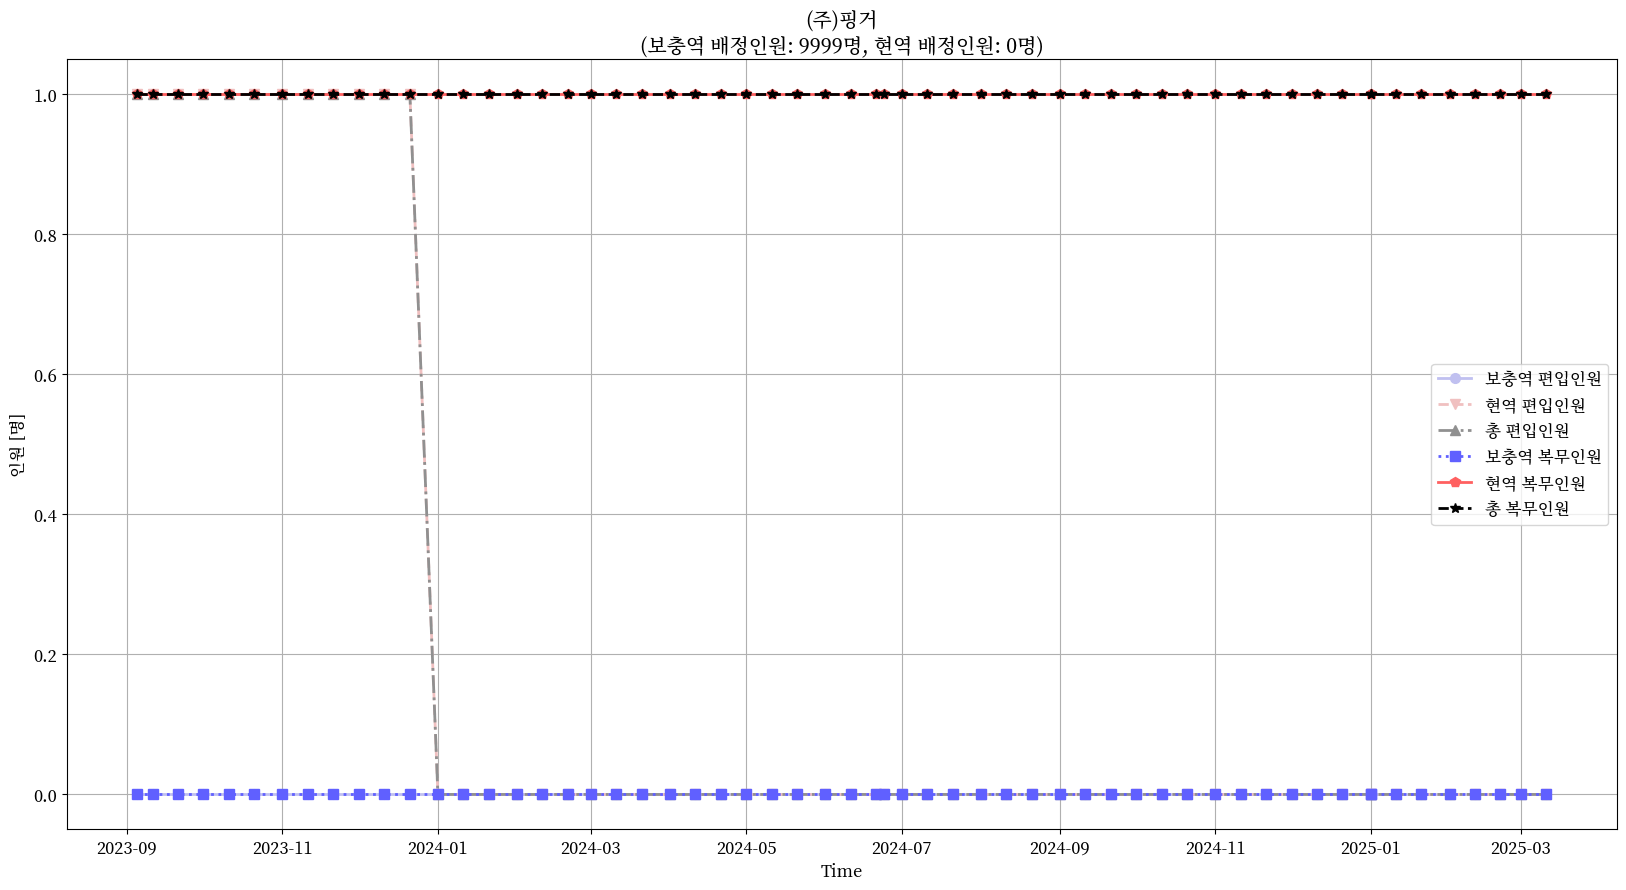 (주)핑거
(보충역 배정인원: 9999명, 현역 배정인원: 0명)
인원 [명]
1.0
0.8
0.6
0.4
0.2
0.0
보충역 편입인원
현역 편입인원
총 편입인원
보충역 복무인원
현역 복무인원
총 복무인원
2023-09 2023-11 2024-01 2024-03 2024-05 2024-07 2024-09 2024-11 2025-01 2025-03
Time